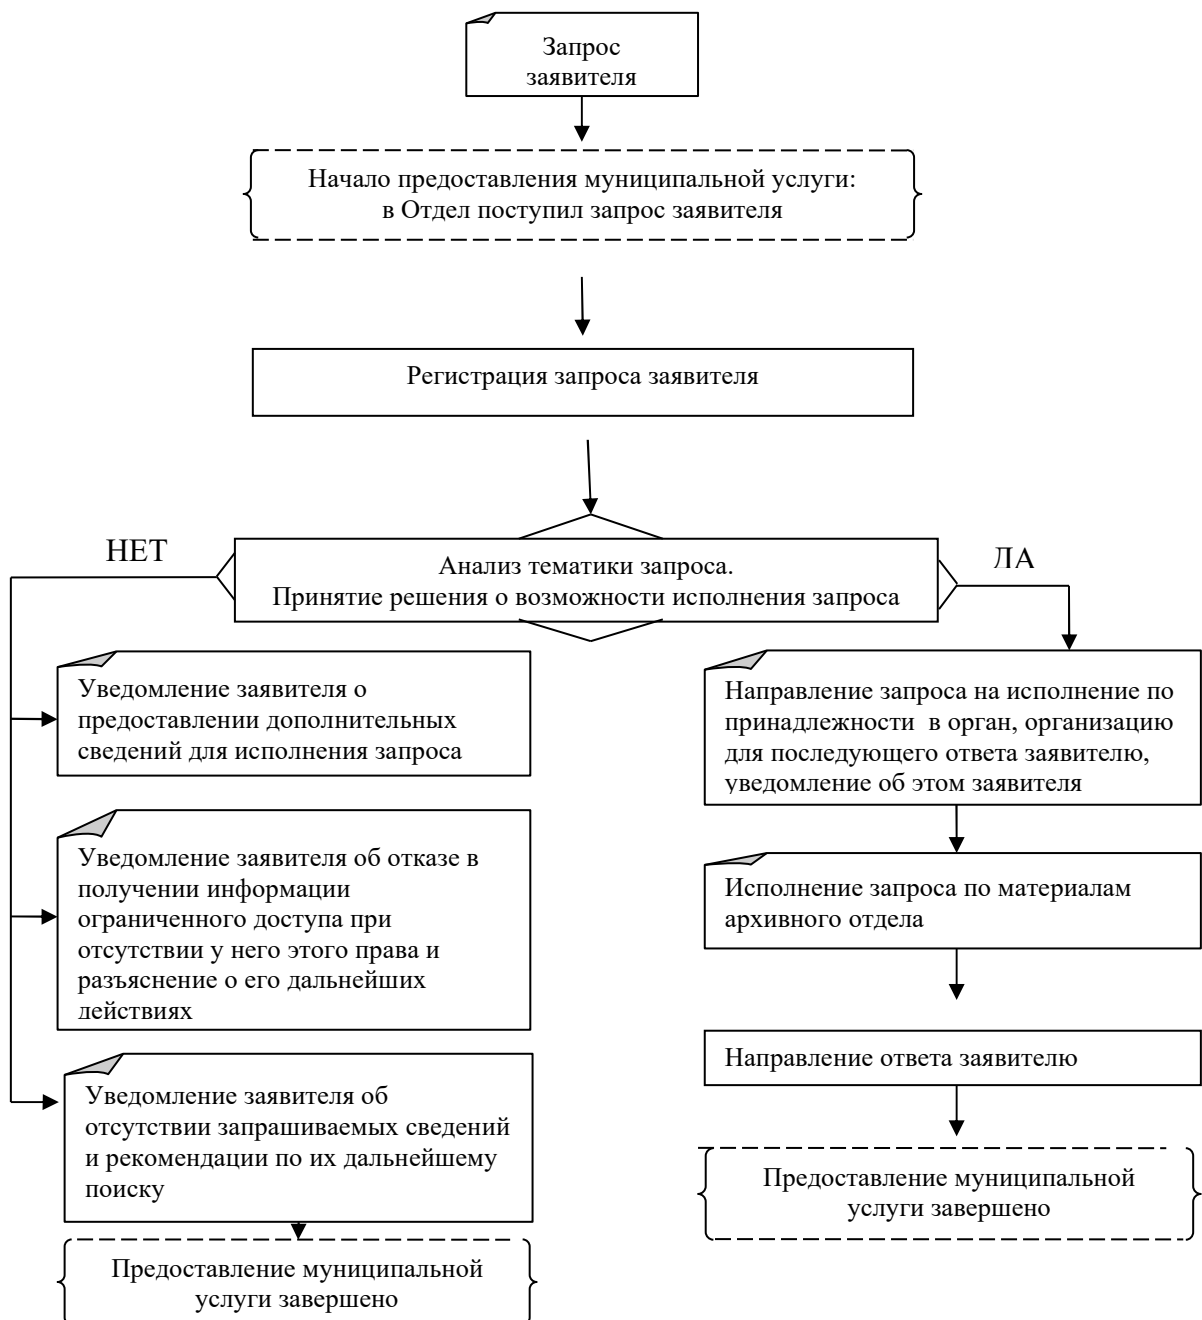 Запрос
заявителя
Начало предоставления муниципальной услуги:
в Отдел поступил запрос заявителя
Регистрация запроса заявителя
НЕТ
ДА
Анализ тематики запроса.
Принятие решения о возможности исполнения запроса
Уведомление заявителя о
предоставлении дополнительных
сведений для исполнения запроса
Уведомление заявителя об отказе в
получении информации
ограниченного доступа при
отсутствии у него этого права и
разъяснение о его дальнейших
действиях
Уведомление заявителя об
отсутствии запрашиваемых сведений
и рекомендации по их дальнейшему
поиску
Предоставление муниципальной
услуги завершено
Направление запроса на исполнение по
принадлежности в орган, организацию
для последующего ответа заявителю,
уведомление об этом заявителя
Исполнение запроса по материалам
архивного отдела
Направление ответа заявителю
Предоставление муниципальной
услуги завершено